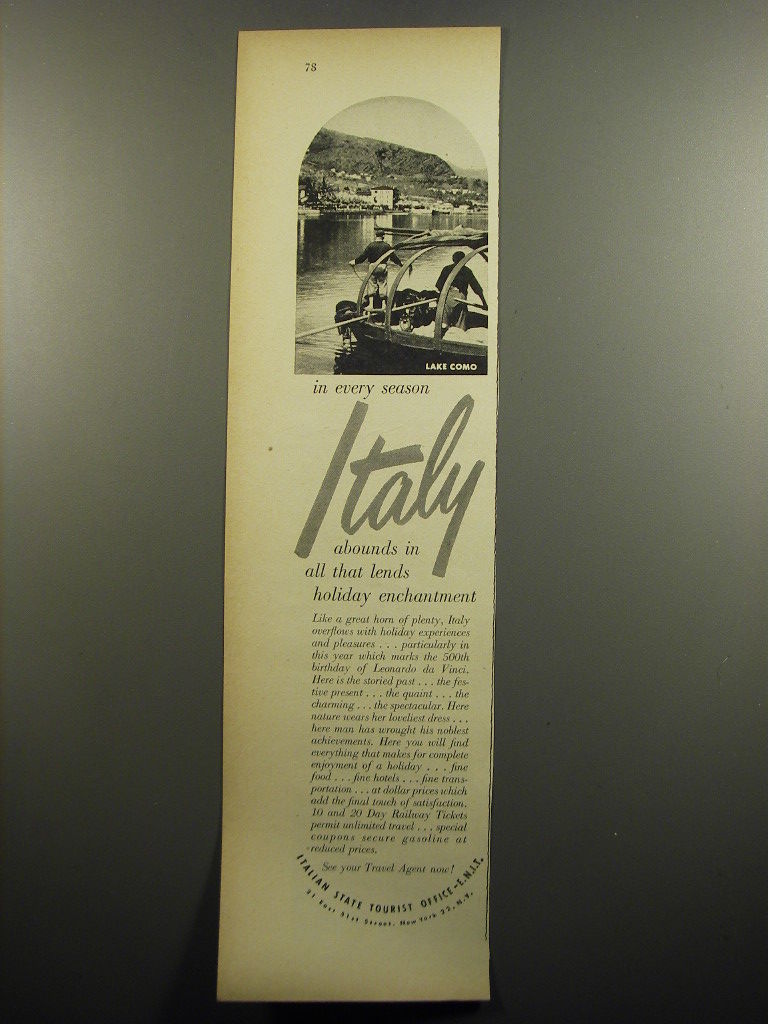 78
LAKE COMO
in every season
Italy
abounds in
all that lends
holiday enchantment
Like a great horn of plenty, Italy
overflows with holiday experiences
and pleasures . . . particularly in
this year which marks the 500th
birthday of Leonardo da Vinci.
Here is the storied past . . . the fes-
tive present . . . the quaint . . . the
charming . . . the spectacular. Here
nature wears her loveliest dress . . .
here man has wrought his noblest
achievements. Here you will find
everything that makes for complete
enjoyment of a holiday . . . fine
food . . . fine hotels . . . fine trans-
portation . . . at dollar prices which
add the final touch of satisfaction.
10 and 20 Day Railway Tickets
permit unlimited travel . . . special
coupons secure gasoline at
reduced prices.
See your Travel Agent now!
ITALIAN STATE TOURIST OFFICE–E.N.I.T.
21 East 51st Street, New York 22, N.Y.